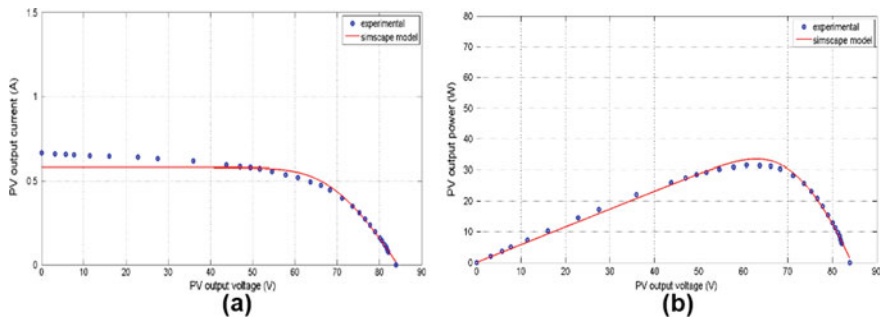 1.5
1
0.5
0
0 10 20 30 40 50 60 70 80 90
PV output current (A)
PV output voltage (V)
experimental
simscape model
(a)
80
70
60
50
40
30
20
10
0
0 10 20 30 40 50 60 70 80 90
PV output power (W)
PV output voltage (V)
experimental
simscape model
(b)